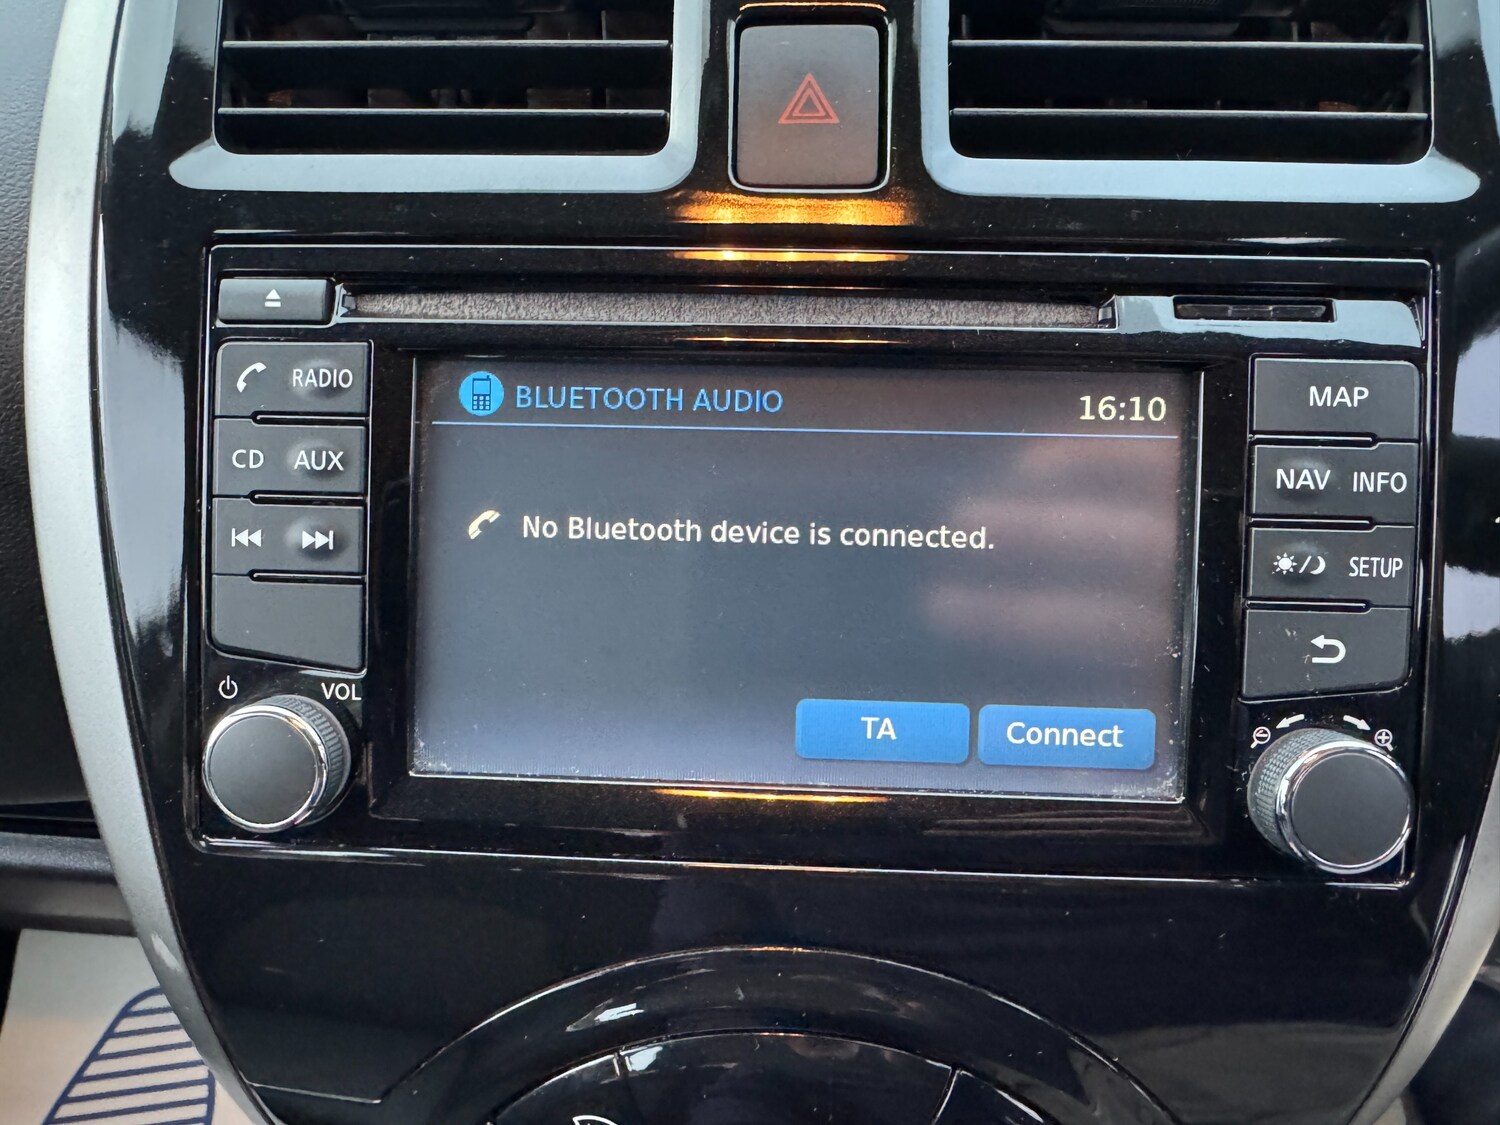 RADIO
CD AUX
VOL
BLUETOOTH AUDIO 16:10
No Bluetooth device is connected.
TA Connect
MAP
NAV INFO
SETUP